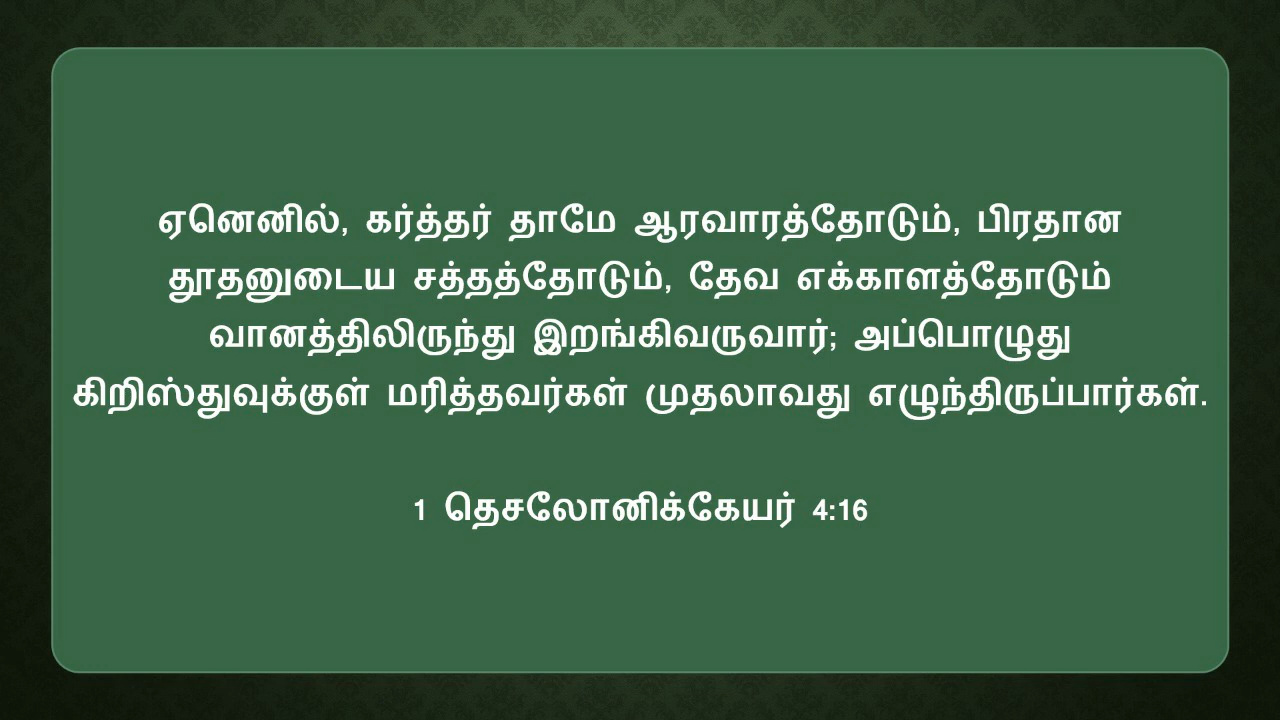 ஏனெனில், கர்த்தர் தாமே ஆரவாரத்தோடும், பிரதான
தூதனுடைய சத்தத்தோடும், தேவ எக்காளத்தோடும்
வானத்திலிருந்து இறங்கிவருவார்; அப்பொழுது
கிறிஸ்துவுக்குள் மரித்தவர்கள் முதலாவது எழுந்திருப்பார்கள்.
1 தெசலோனிக்கேயர் 4:16